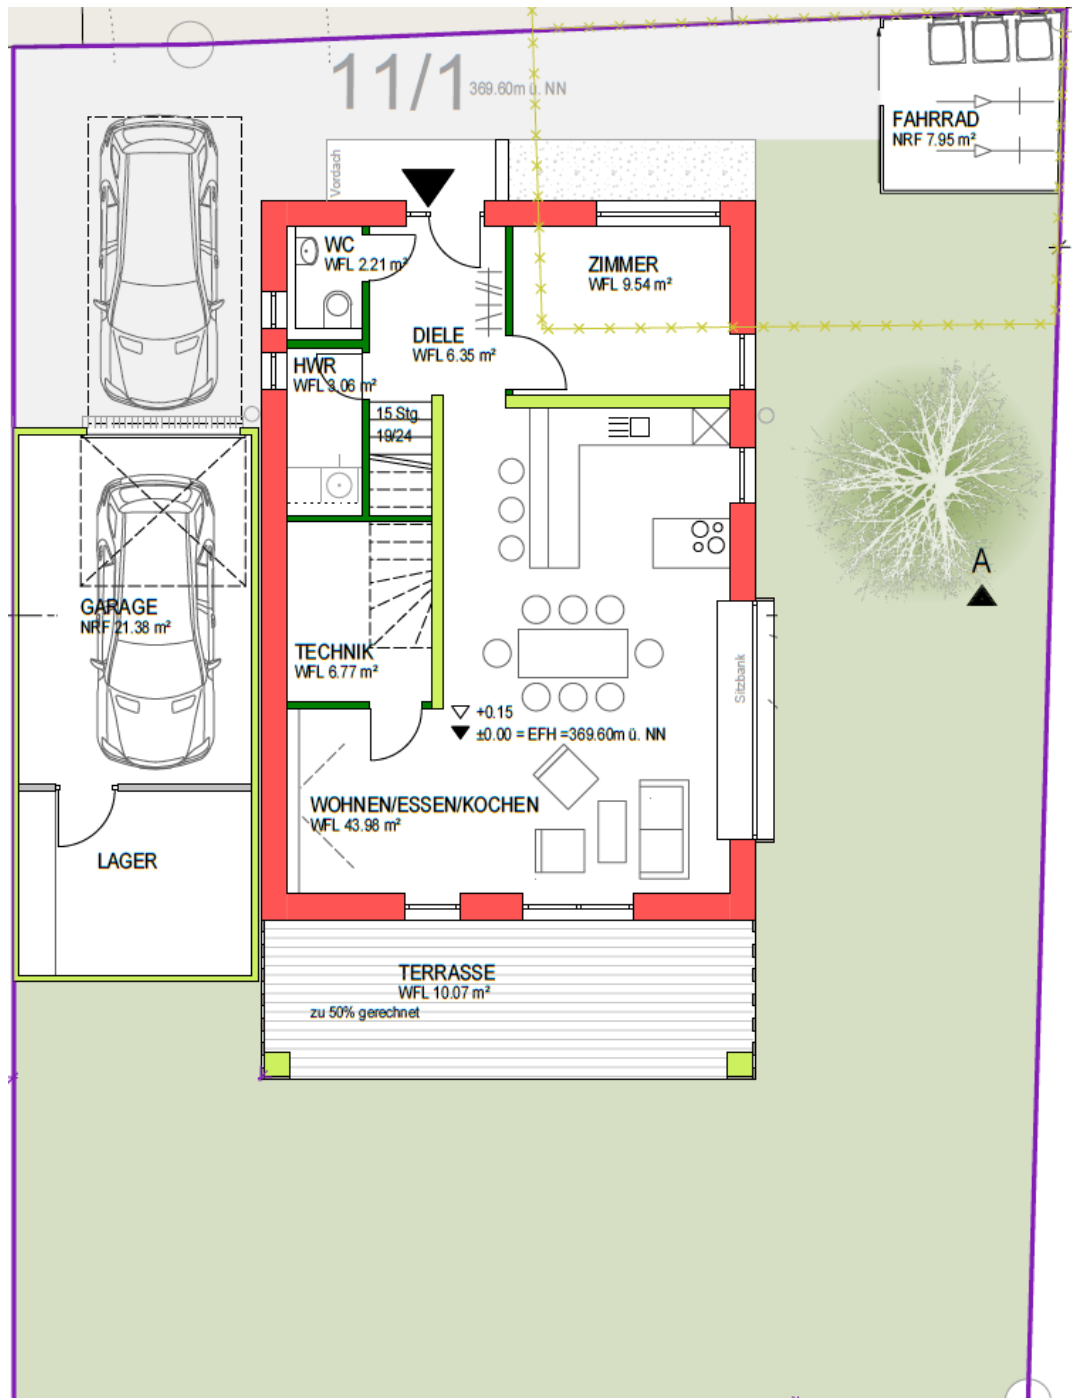 11/1
369.60m ü. NN
FAHRRAD
NRF 7.95 m²
Vordach
WC
WFL 2.21 m²
ZIMMER
WFL 9.54 m²
DIELE
WFL 6.35 m²
HWR
WFL 3.06 m²
15 Stg
19/24
A
GARAGE
NRF 21.38 m²
TECHNIK
WFL 6.77 m²
Sitzbank
+0.15
±0.00 = EFH =369.60m ü. NN
WOHNEN/ESSEN/KOCHEN
WFL 43.98 m²
LAGER
TERRASSE
WFL 10.07 m²
zu 50% gerechnet